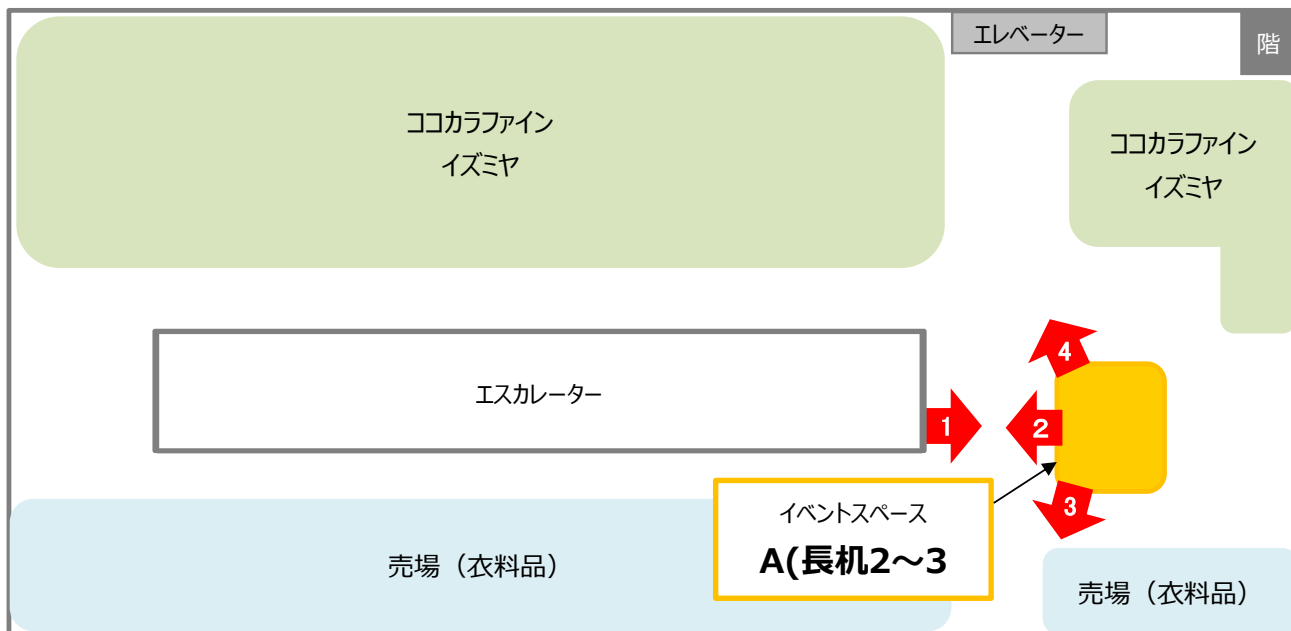 エレベーター
階
ココカラファイン
イズミヤ
ココカラファイン
イズミヤ
エスカレーター
4
1
2
3
イベントスペース
A(長机2～3
売場（衣料品）
売場（衣料品）